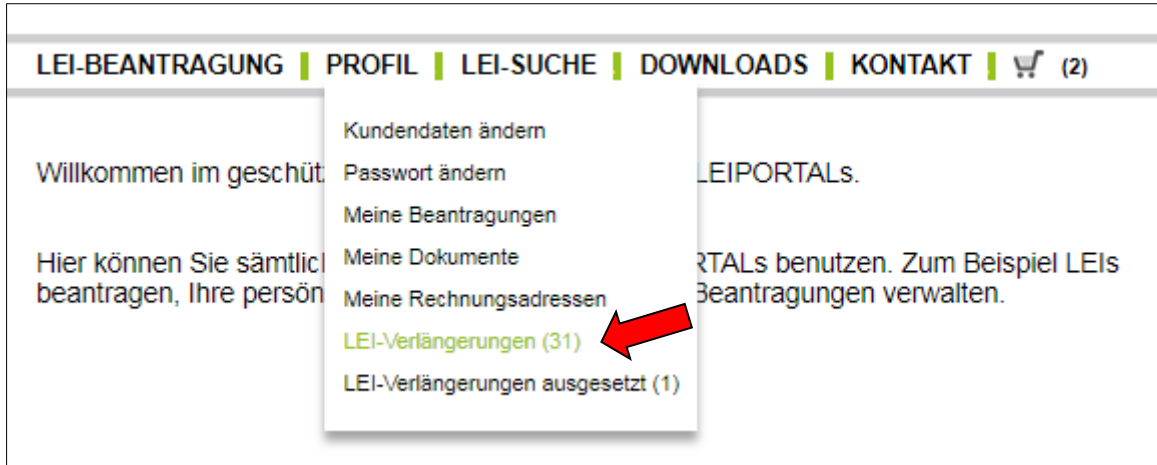 LEI-BEANTRAGUNG PROFIL LEI-SUCHE DOWNLOADS KONTAKT (2)
Kundendaten ändern
Willkommen im geschüt
Passwort ändern
LEIPORTALs.
Meine Beantragungen
Hier können Sie sämtlic
Meine Dokumente
RTALs benutzen. Zum Beispiel LEIs
beantragen, Ihre persön
Meine Rechnungsadressen
Beantragungen verwalten.
LEI-Verlängerungen (31)
LEI-Verlängerungen ausgesetzt (1)